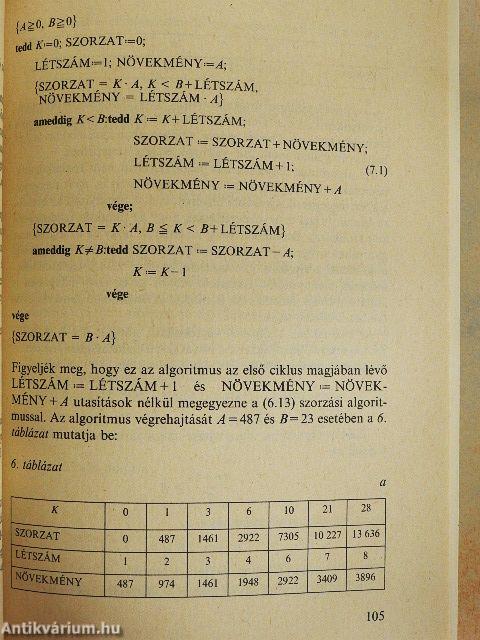 {A≧0, B≧0}
tedd K:=0; SZORZAT:=0;
LÉTSZÁM:=1; NÖVEKMÉNY:=A;
{SZORZAT = K · A, K < B+LÉTSZÁM,
NÖVEKMÉNY = LÉTSZÁM · A}
ameddig K<B:tedd K := K+LÉTSZÁM;
SZORZAT := SZORZAT+NÖVEKMÉNY;
LÉTSZÁM := LÉTSZÁM+1; (7.1)
NÖVEKMÉNY := NÖVEKMÉNY+A
vége;
{SZORZAT = K · A, B ≦ K < B+LÉTSZÁM}
ameddig K≠B:tedd SZORZAT := SZORZAT−A;
K := K−1
vége
vége
{SZORZAT = B · A}
Figyeljék meg, hogy ez az algoritmus az első ciklus magjában lévő
LÉTSZÁM := LÉTSZÁM+1 és NÖVEKMÉNY := NÖVEK-
MÉNY+A utasítások nélkül megegyezne a (6.13) szorzási algorit-
mussal. Az algoritmus végrehajtását A=487 és B=23 esetében a 6.
táblázat mutatja be:
6. táblázat
a
K 0 1 3 6 10 21 28
SZORZAT 0 487 1461 2922 7305 10 227 13 636
LÉTSZÁM 1 2 3 4 6 7 8
NÖVEKMÉNY 487 974 1461 1948 2922 3409 3896
105
Antikvárium.hu